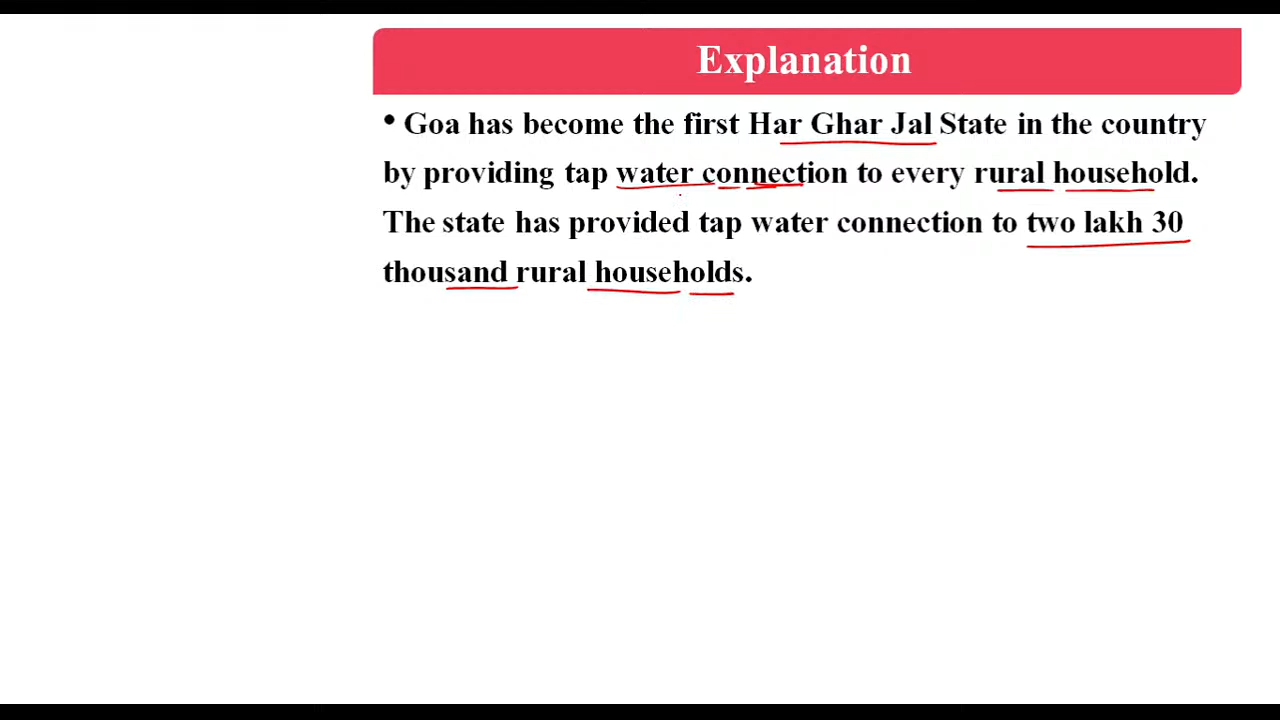 Explanation
• Goa has become the first Har Ghar Jal State in the country
by providing tap water connection to every rural household.
The state has provided tap water connection to two lakh 30
thousand rural households.